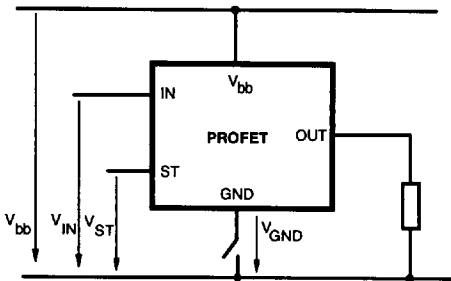 Vbb
IN
PROFET
OUT
ST
GND
Vbb
VIN
VST
VGND